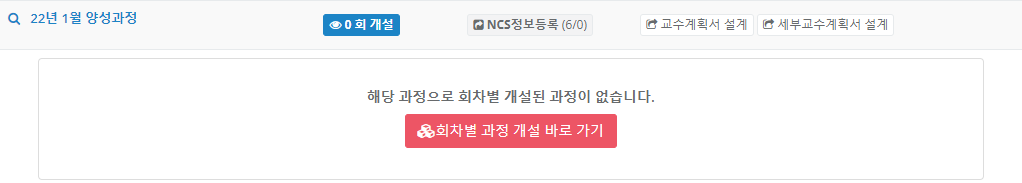 22년 1월 양성과정 0 회 개설 NCS정보등록 (6/0) 교수계획서 설계 세부교수계획서 설계
해당 과정으로 회차별 개설된 과정이 없습니다.
회차별 과정 개설 바로 가기